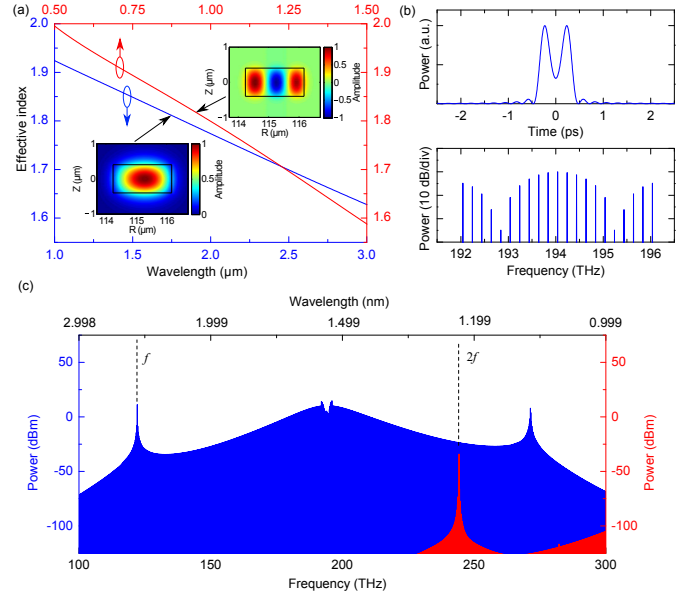 (a)
0.50 0.75 1.00 1.25 1.50
2.0 2.0
1.9 1.9
1.8 1.8
1.7 1.7
1.6 1.6
Effective index
1.0 1.5 2.0 2.5 3.0
Wavelength (μm)
Z (μm)
1
0
−1
114 115 116
R (μm)
1
0.5
0
−0.5
−1
Amplitude
Z (μm)
1
0
−1
114 115 116
R (μm)
1
0.5
0
Amplitude
(b)
Power (a.u.)
-2 -1 0 1 2
Time (ps)
Power (10 dB/div)
192 193 194 195 196
Frequency (THz)
(c)
Wavelength (nm)
2.998 1.999 1.499 1.199 0.999
f 2f
50 50
0 0
-50 -50
-100 -100
Power (dBm)
Power (dBm)
100 150 200 250 300
Frequency (THz)